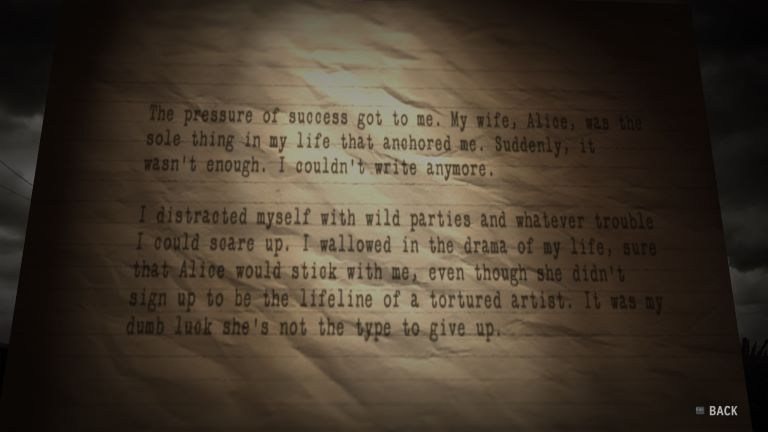 The pressure of success got to me. My wife, Alice, was the
sole thing in my life that anchored me. Suddenly, it
wasn't enough. I couldn't write anymore.
I distracted myself with wild parties and whatever trouble
I could scare up. I wallowed in the drama of my life, sure
that Alice would stick with me, even though she didn't
sign up to be the lifeline of a tortured artist. It was my
dumb luck she's not the type to give up.
BACK